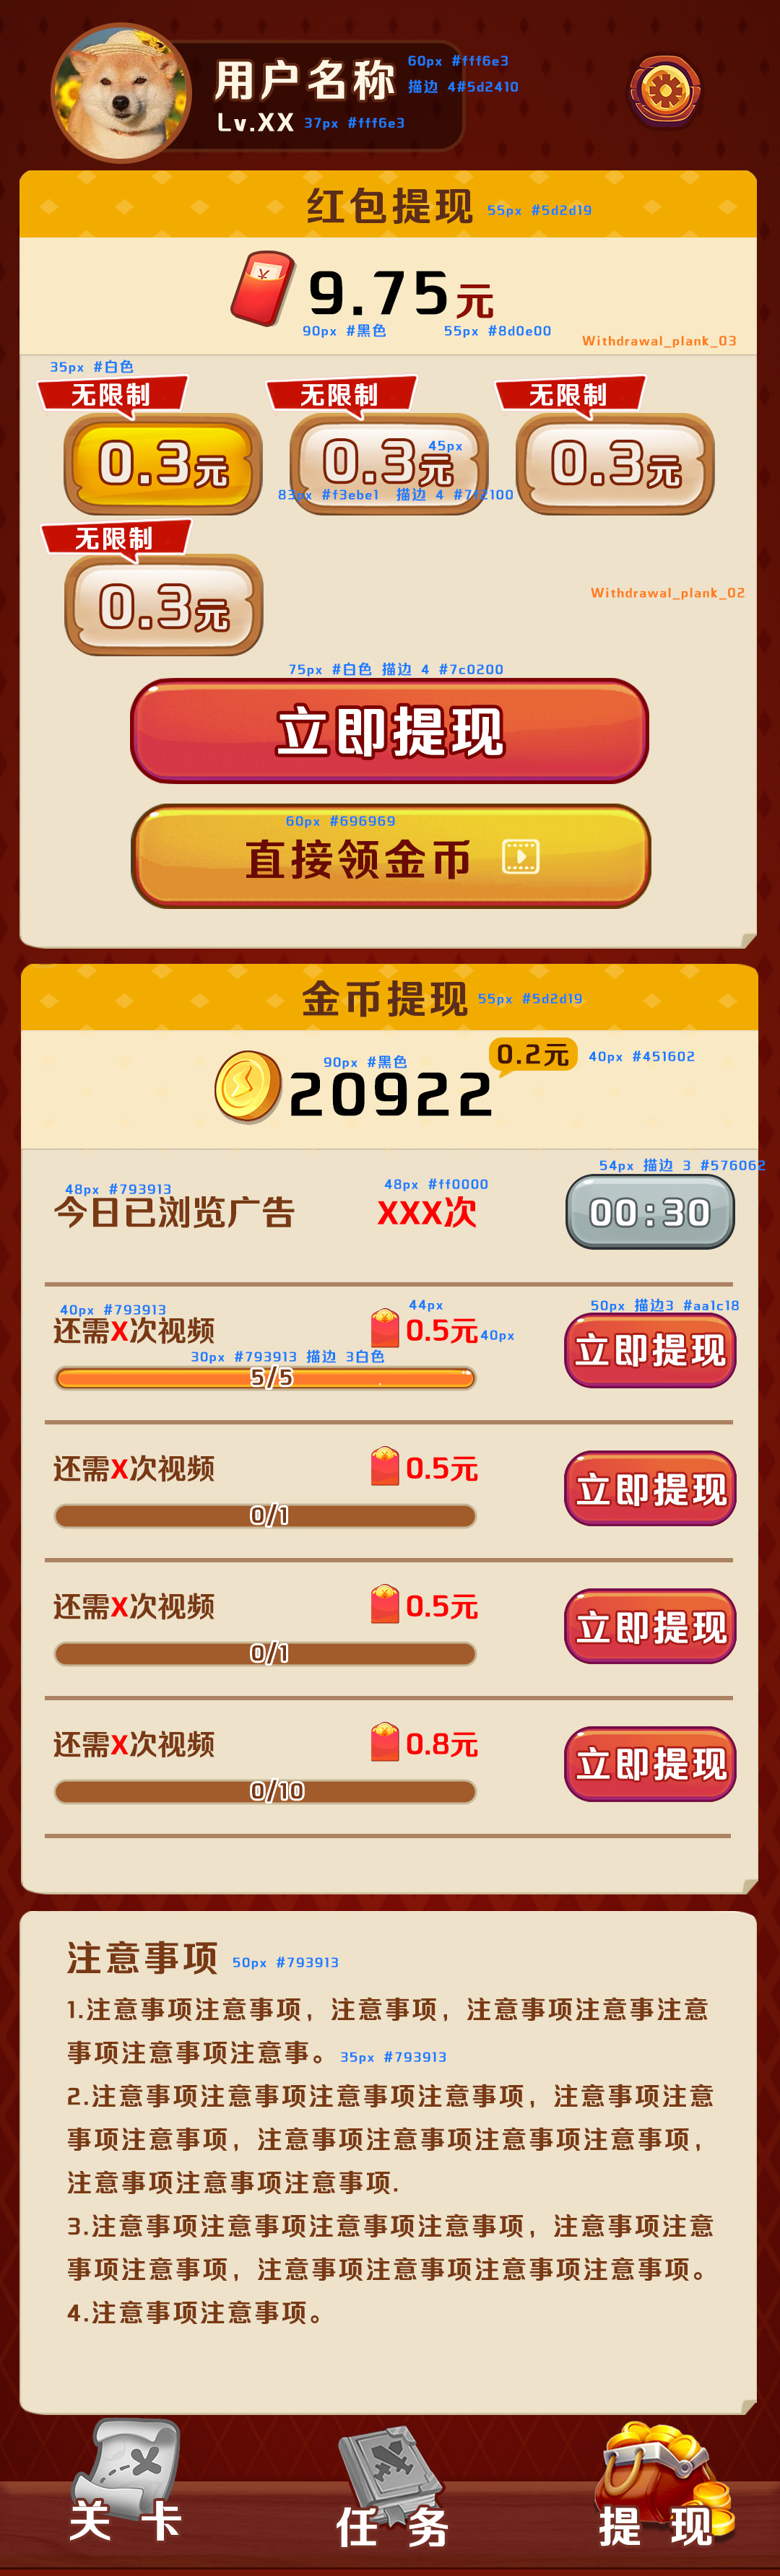 用户名称
60px #fff6e3
描边 4#5d2410
Lv.XX
37px #fff6e3
红包提现
55px #5d2d19
9.75元
90px #黑色
55px #8d0e00
Withdrawal_plank_03
35px #白色
无限制 无限制 无限制
0.3元 0.3元 0.3元
45px
83px #f3ebe1 描边 4 #7f2100
无限制
0.3元
Withdrawal_plank_02
75px #白色 描边 4 #7c0200
立即提现
60px #696969
直接领金币
金币提现
55px #5d2d19
0.2元
40px #451602
90px #黑色
20922
54px 描边 3 #576062
48px #793913
48px #ff0000
今日已浏览广告 XXX次 00:30
40px #793913
44px
50px 描边3 #aa1c18
还需X次视频 0.5元 立即提现
40px
30px #793913 描边 3白色
5/5
还需X次视频 0.5元 立即提现
0/1
还需X次视频 0.5元 立即提现
0/1
还需X次视频 0.8元 立即提现
0/10
注意事项
50px #793913
1.注意事项注意事项，注意事项，注意事项注意事注意
事项注意事项注意事。
35px #793913
2.注意事项注意事项注意事项注意事项，注意事项注意
事项注意事项，注意事项注意事项注意事项注意事项，
注意事项注意事项注意事项.
3.注意事项注意事项注意事项注意事项，注意事项注意
事项注意事项，注意事项注意事项注意事项注意事项。
4.注意事项注意事项。
关卡 任务 提现